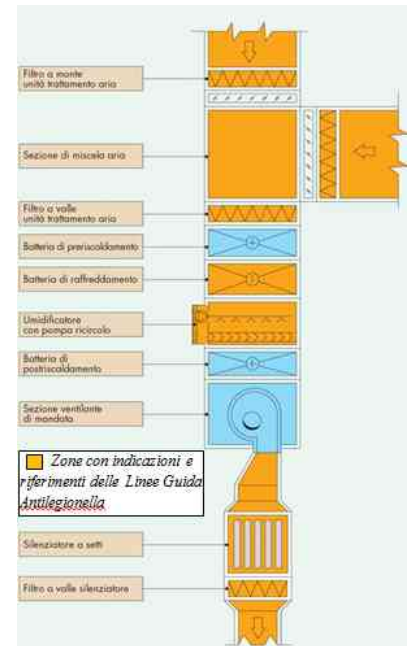 Filtro a monte
unità trattamento aria
Sezione di miscela aria
Filtro a valle
unità trattamento aria
Batteria di preriscaldamento
Batteria di raffreddamento
Umidificatore
con pompa ricircolo
Batteria di
postriscaldamento
Sezione ventilante
di mandata
Zone con indicazioni e
riferimenti delle Linee Guida
Antilegionella
Silenziatore a setti
Filtro a valle silenziatore